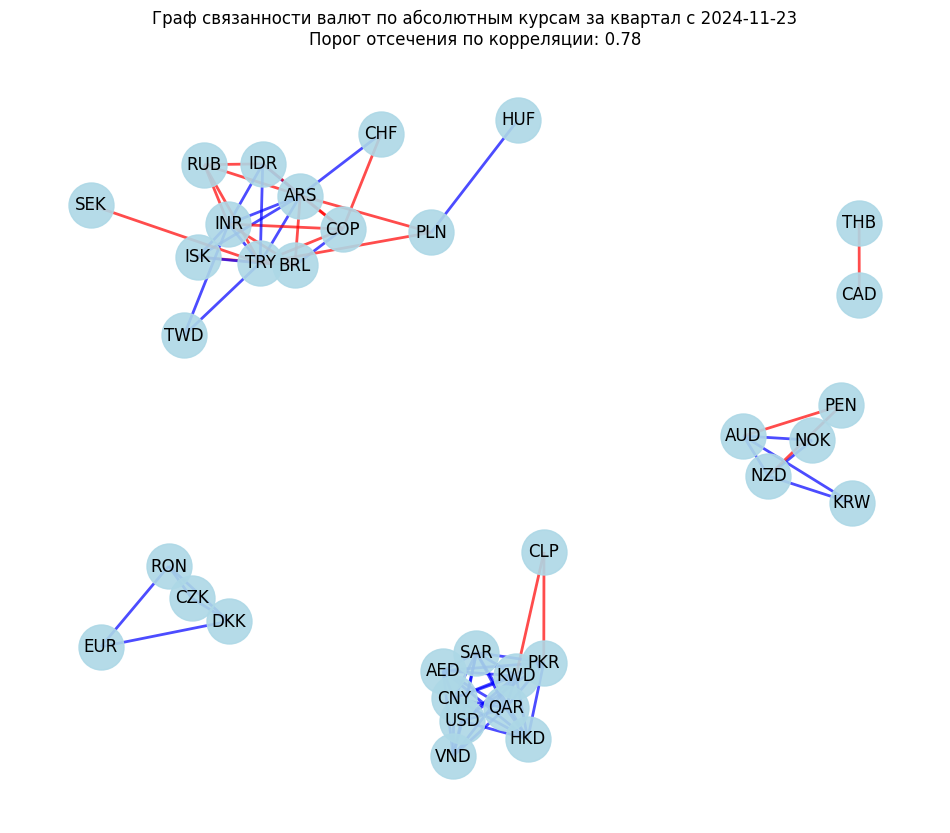 Граф связанности валют по абсолютным курсам за квартал с 2024-11-23
Порог отсечения по корреляции: 0.78
HUF
CHF
RUB
IDR
ARS
SEK
THB
INR
COP
PLN
ISK
TRY
BRL
CAD
TWD
PEN
AUD
NOK
NZD
KRW
CLP
RON
CZK
DKK
EUR
SAR
PKR
AED
KWD
CNY
QAR
USD
HKD
VND